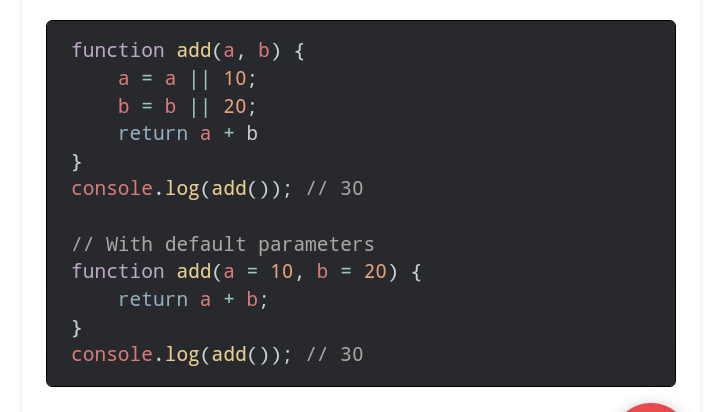 function add(a, b) {
    a = a || 10;
    b = b || 20;
    return a + b
}
console.log(add()); // 30

// With default parameters
function add(a = 10, b = 20) {
    return a + b;
}
console.log(add()); // 30